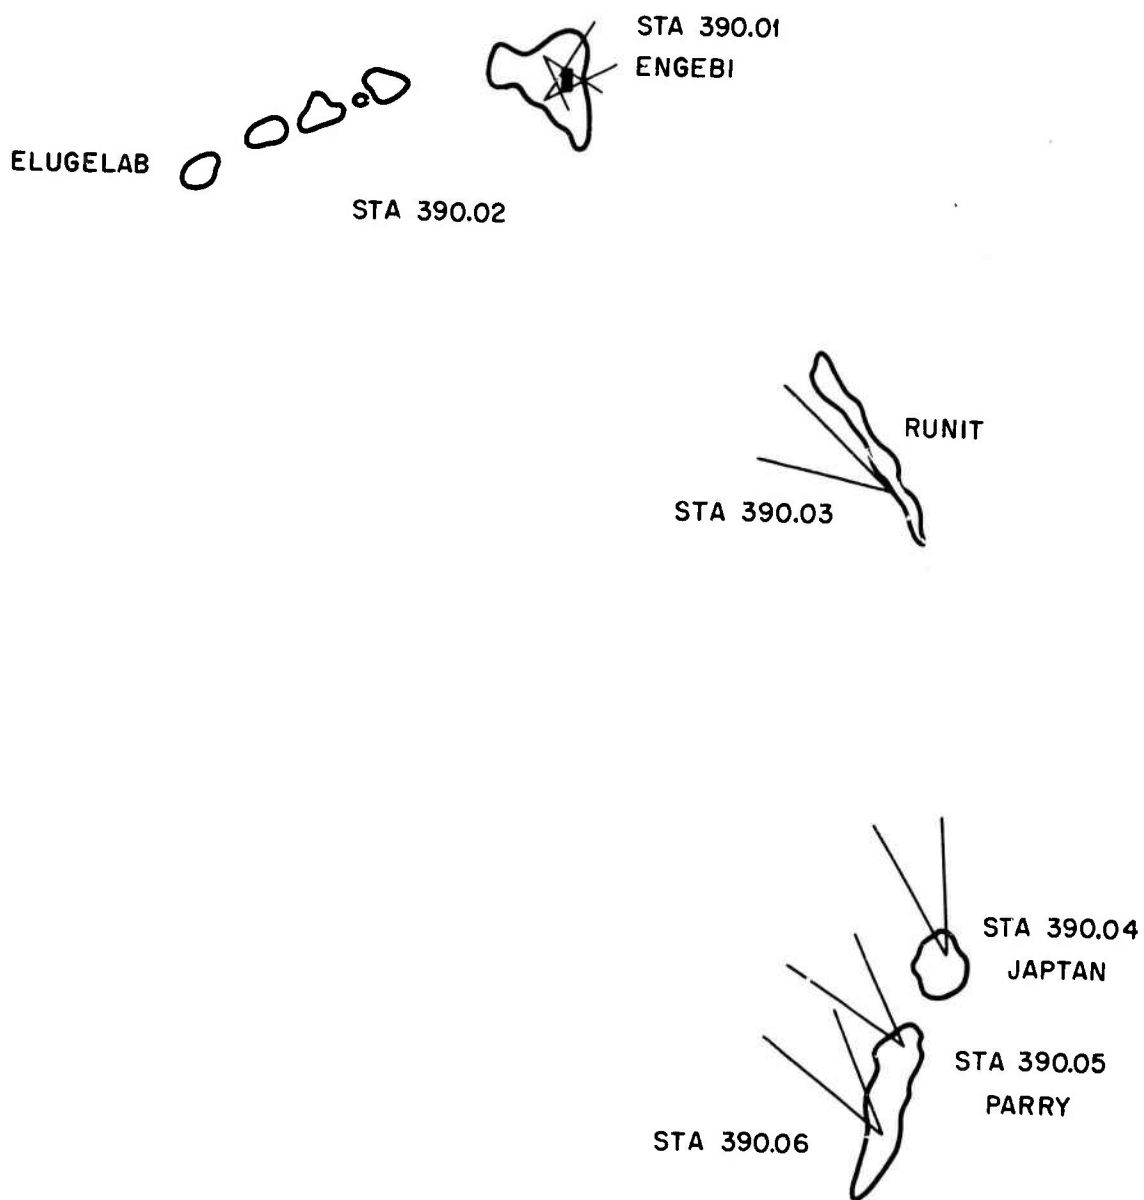 STA 390.01
ENGEBI
ELUGELAB
STA 390.02
RUNIT
STA 390.03
STA 390.04
JAPTAN
STA 390.05
PARRY
STA 390.06